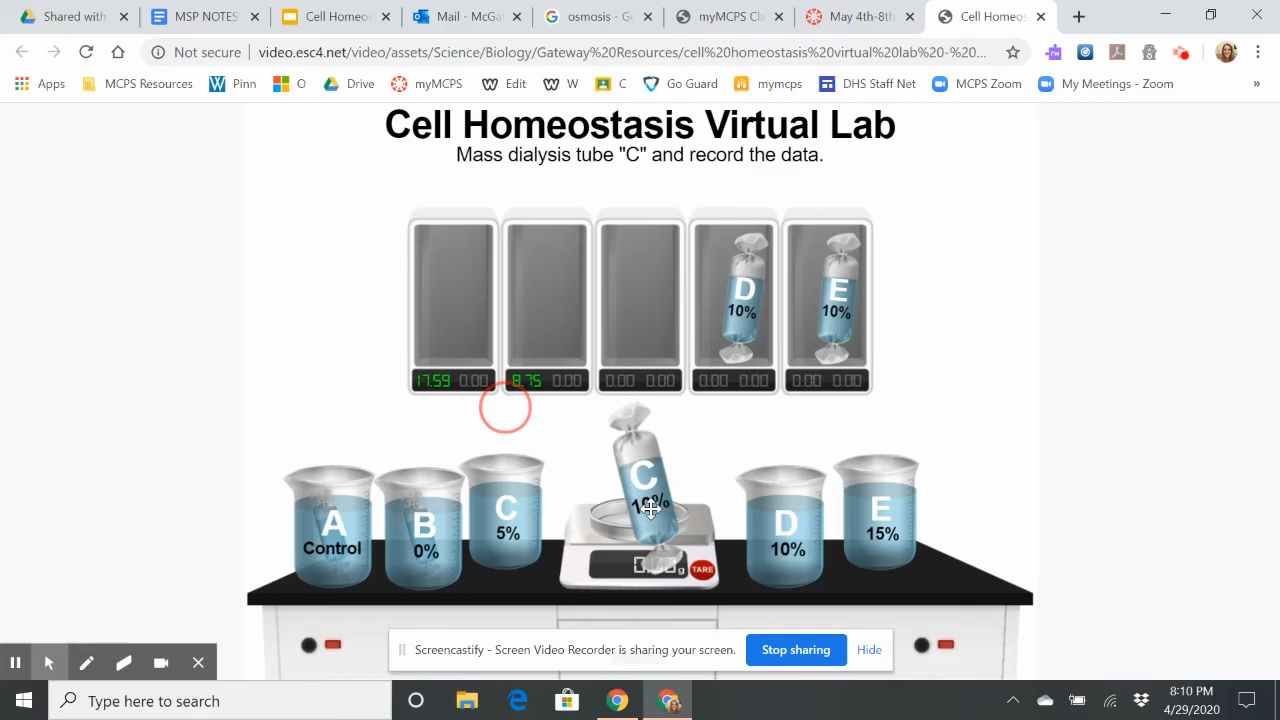 Shared with
MSP NOTES
Cell Homeos
Mail - McGa
osmosis - Go
myMCPS Cla
May 4th-8th
Cell Homeos
Not secure
video.esc4.net/video/assets/Science/Biology/Gateway%20Resources/cell%20homeostasis%20virtual%20lab%20-%20...
Apps
MCPS Resources
Pinn
O
Drive
myMCPS
Edit
W
C
Go Guard
mymcps
DHS Staff Net
MCPS Zoom
My Meetings - Zoom
»
Cell Homeostasis Virtual Lab
Mass dialysis tube "C" and record the data.
D
10%
E
10%
17.59 0.00
8.75 0.00
0.00 0.00
0.00 0.00
0.00 0.00
C
10%
A
Control
B
0%
C
5%
g
TARE
D
10%
E
15%
Screencastify - Screen Video Recorder is sharing your screen.
Stop sharing
Hide
Type here to search
8:10 PM
4/29/2020